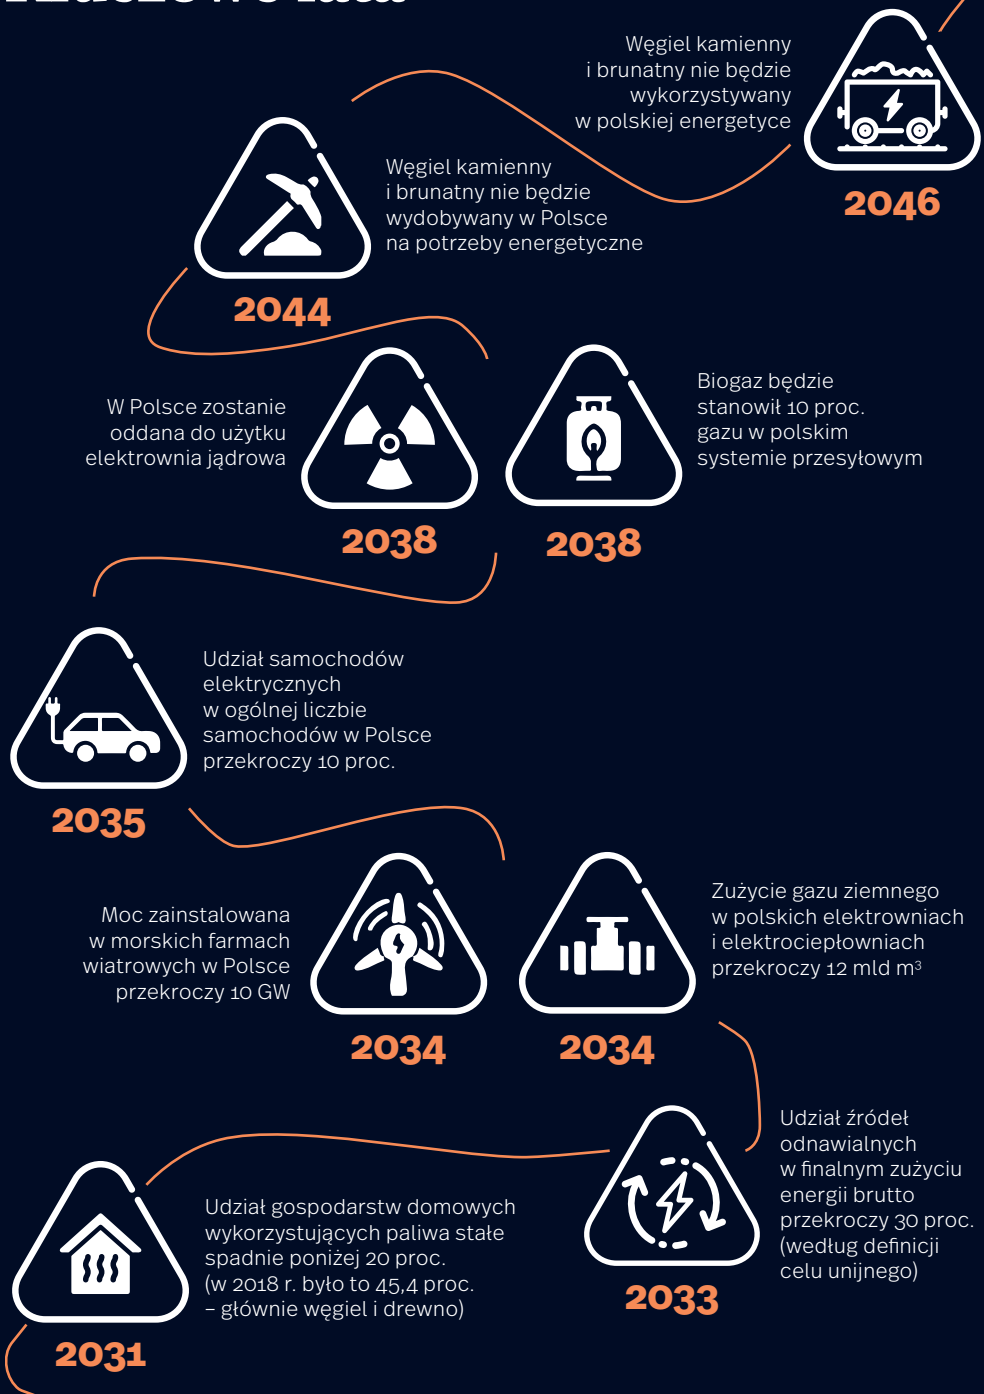 Węgiel kamienny
i brunatny nie będzie
wykorzystywany
w polskiej energetyce
2046
Węgiel kamienny
i brunatny nie będzie
wydobywany w Polsce
na potrzeby energetyczne
2044
W Polsce zostanie
oddana do użytku
elektrownia jądrowa
2038
Biogaz będzie
stanowił 10 proc.
gazu w polskim
systemie przesyłowym
2038
Udział samochodów
elektrycznych
w ogólnej liczbie
samochodów w Polsce
przekroczy 10 proc.
2035
Moc zainstalowana
w morskich farmach
wiatrowych w Polsce
przekroczy 10 GW
2034
Zużycie gazu ziemnego
w polskich elektrowniach
i elektrociepłowniach
przekroczy 12 mld m³
2034
Udział źródeł
odnawialnych
w finalnym zużyciu
energii brutto
przekroczy 30 proc.
(według definicji
celu unijnego)
2033
Udział gospodarstw domowych
wykorzystujących paliwa stałe
spadnie poniżej 20 proc.
(w 2018 r. było to 45,4 proc.
– głównie węgiel i drewno)
2031